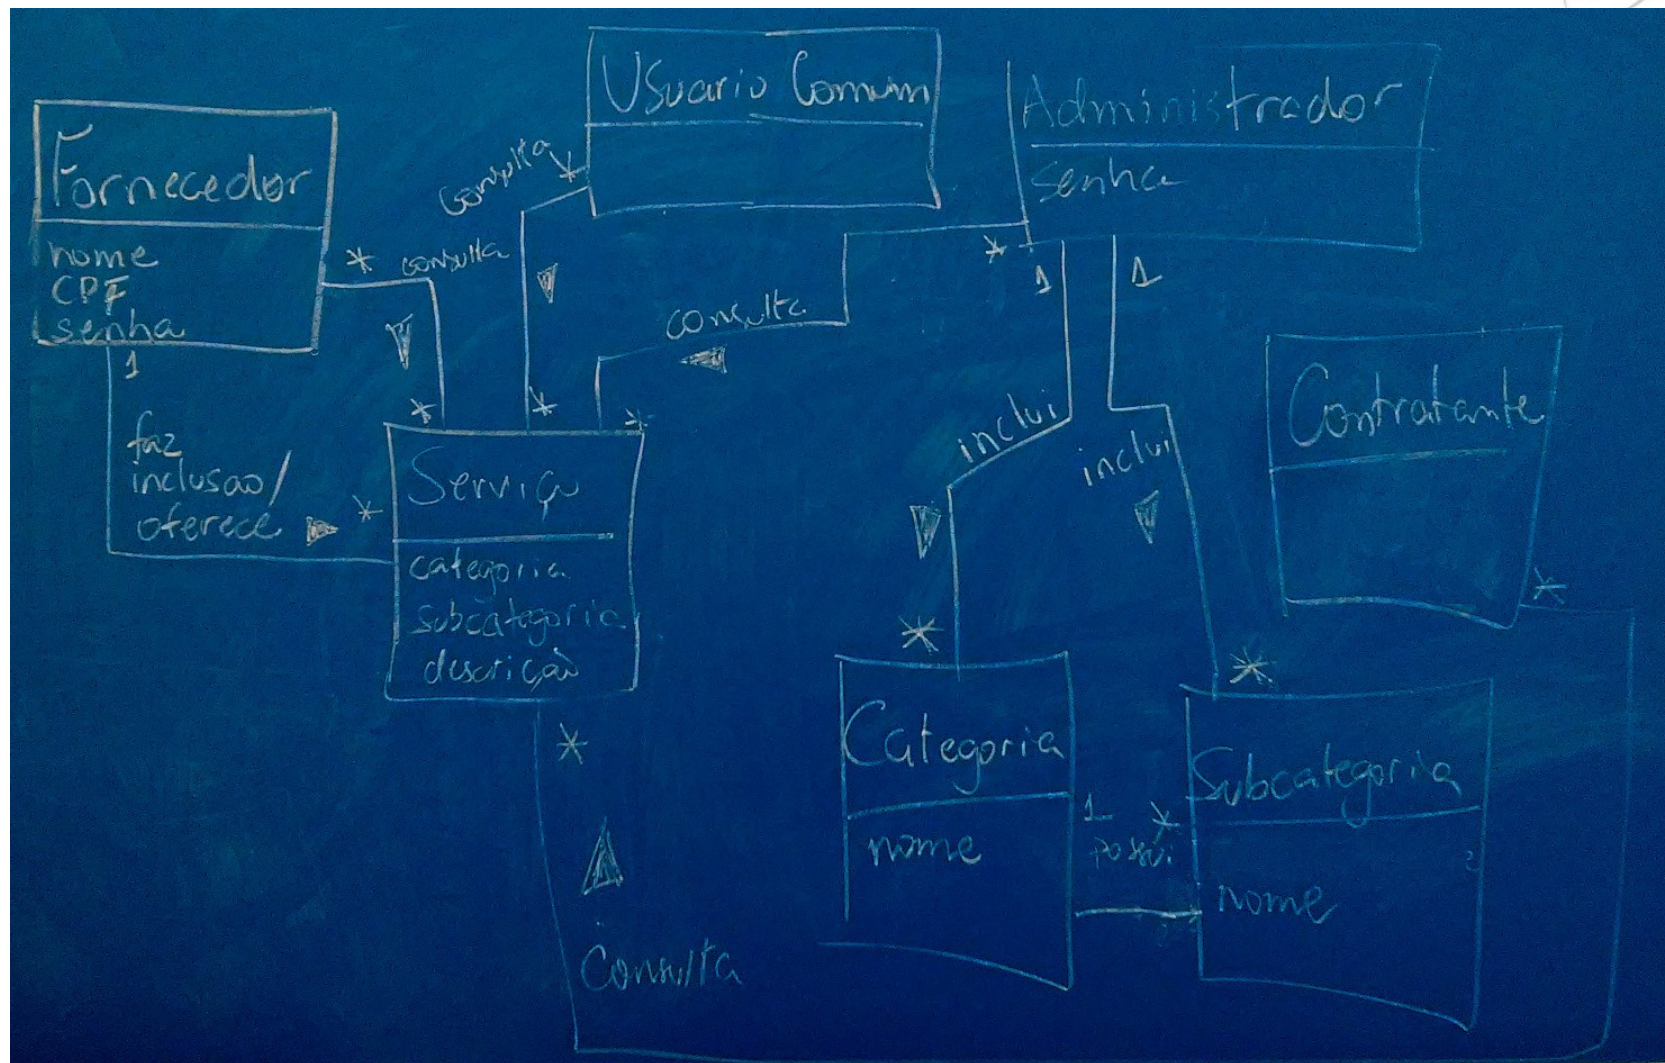 Usuario Comum
Administrador
senha
Fornecedor
nome
CPF
senha
1
*
consulta
consulta
*
*
consulta
1
1
*
*
*
faz
inclusao/
oferece
*
Serviço
categoria
subcategoria
descrição
*
Consulta
inclui
inclui
*
*
Contratante
*
Categoria
nome
1
*
possui
Subcategoria
nome